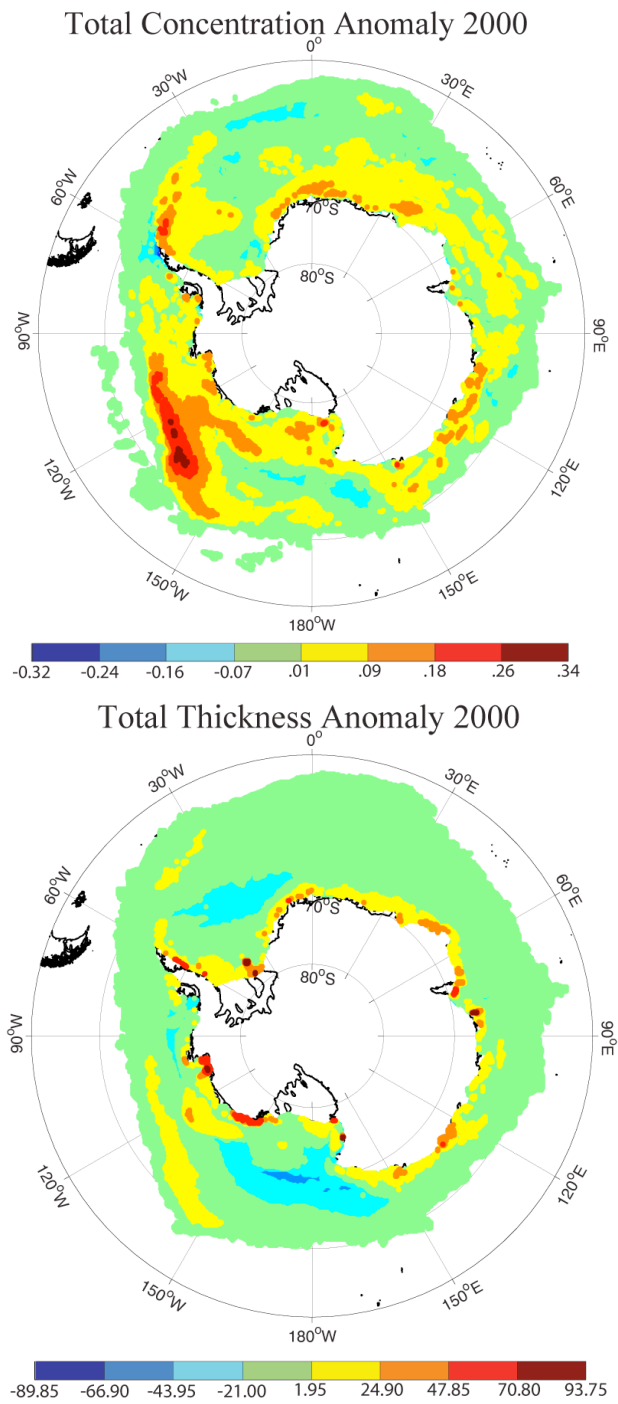 Total Concentration Anomaly 2000
0°
30°W
30°E
60°W
60°E
70°S
80°S
90°W
90°E
120°W
120°E
150°W
150°E
180°W
-0.32 -0.24 -0.16 -0.07 .01 .09 .18 .26 .34
Total Thickness Anomaly 2000
0°
30°W
30°E
60°W
60°E
70°S
80°S
90°W
90°E
120°W
120°E
150°W
150°E
180°W
-89.85 -66.90 -43.95 -21.00 1.95 24.90 47.85 70.80 93.75